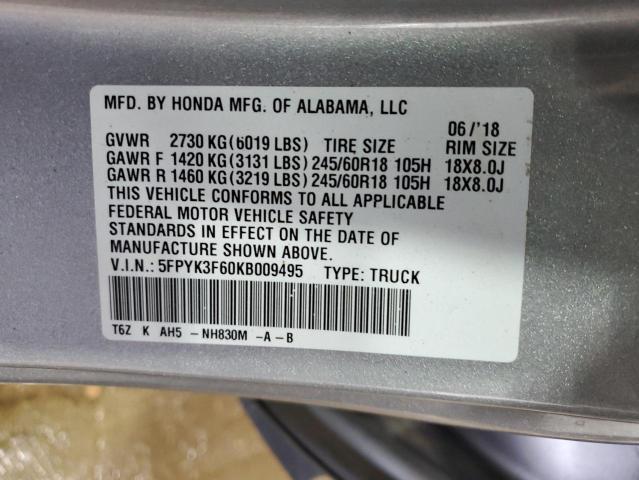 MFD. BY HONDA MFG. OF ALABAMA, LLC
06/'18
GVWR 2730 KG(6019 LBS) TIRE SIZE RIM SIZE
GAWR F 1420 KG(3131 LBS) 245/60R18 105H 18X8.0J
GAWR R 1460 KG(3219 LBS) 245/60R18 105H 18X8.0J
THIS VEHICLE CONFORMS TO ALL APPLICABLE
FEDERAL MOTOR VEHICLE SAFETY
STANDARDS IN EFFECT ON THE DATE OF
MANUFACTURE SHOWN ABOVE.
V.I.N.: 5FPYK3F60KB009495 TYPE: TRUCK
T6Z K AH5 -NH830M -A-B